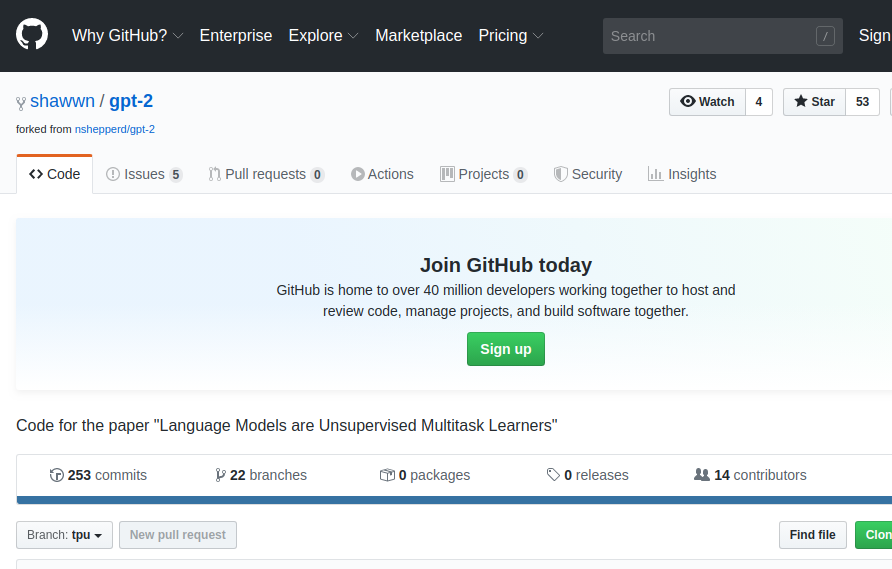 Why GitHub? Enterprise Explore Marketplace Pricing Search / Sign
shawwn / gpt-2 Watch 4 Star 53
forked from nshepperd/gpt-2
Code Issues 5 Pull requests 0 Actions Projects 0 Security Insights
Join GitHub today
GitHub is home to over 40 million developers working together to host and
review code, manage projects, and build software together.
Sign up
Code for the paper "Language Models are Unsupervised Multitask Learners"
253 commits 22 branches 0 packages 0 releases 14 contributors
Branch: tpu New pull request Find file Clon